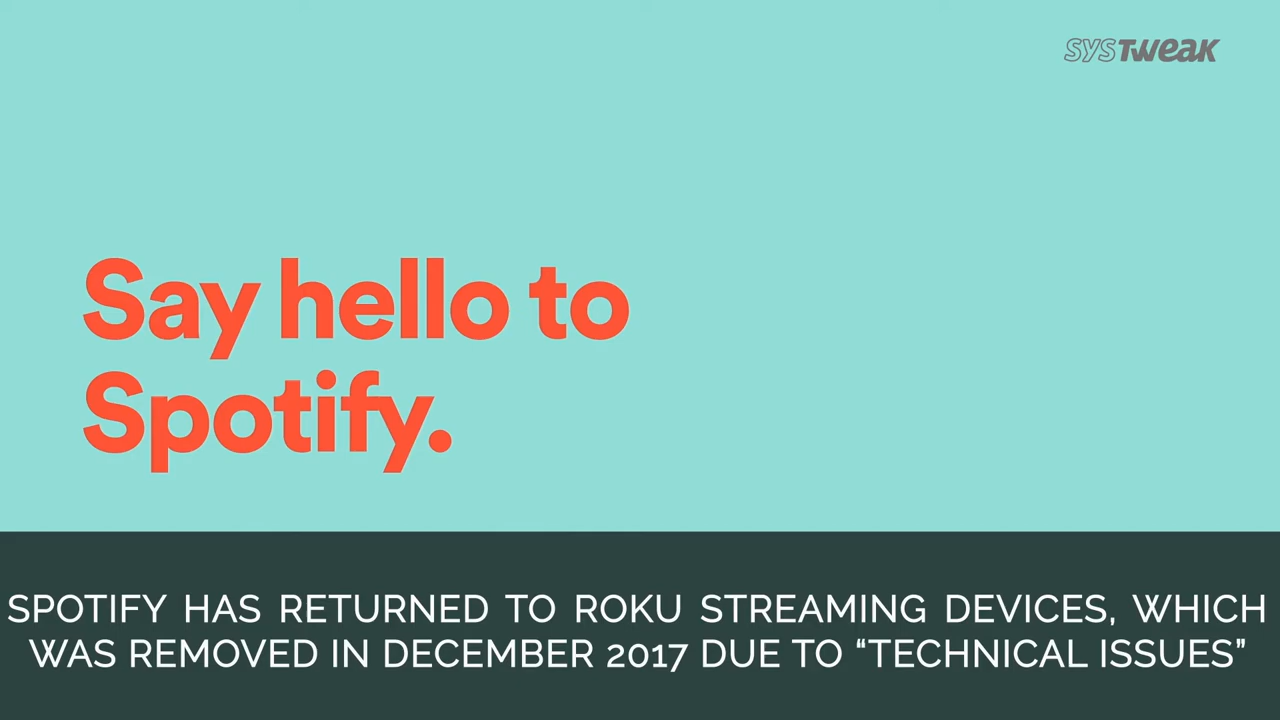 SYSTWEAK
Say hello to
Spotify.
SPOTIFY HAS RETURNED TO ROKU STREAMING DEVICES, WHICH
WAS REMOVED IN DECEMBER 2017 DUE TO “TECHNICAL ISSUES”